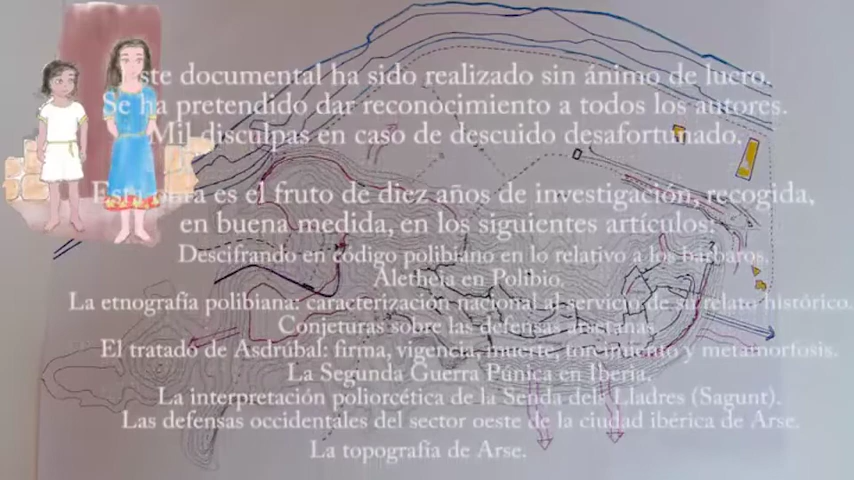 Este documental ha sido realizado sin ánimo de lucro.
Se ha pretendido dar reconocimiento a todos los autores.
Mil disculpas en caso de descuido desafortunado.
Esta obra es el fruto de diez años de investigación, recogida,
en buena medida, en los siguientes artículos:
Descifrando en código polibiano en lo relativo a los bárbaros.
Aletheia en Polibio.
La etnografía polibiana: caracterización nacional al servicio de su relato histórico.
Conjeturas sobre las defensas arsetanas.
El tratado de Asdrúbal: firma, vigencia, muerte, torcimiento y metamorfosis.
La Segunda Guerra Púnica en Iberia.
La interpretación poliorcética de la Senda dels Lladres (Sagunt).
Las defensas occidentales del sector oeste de la ciudad ibérica de Arse.
La topografía de Arse.